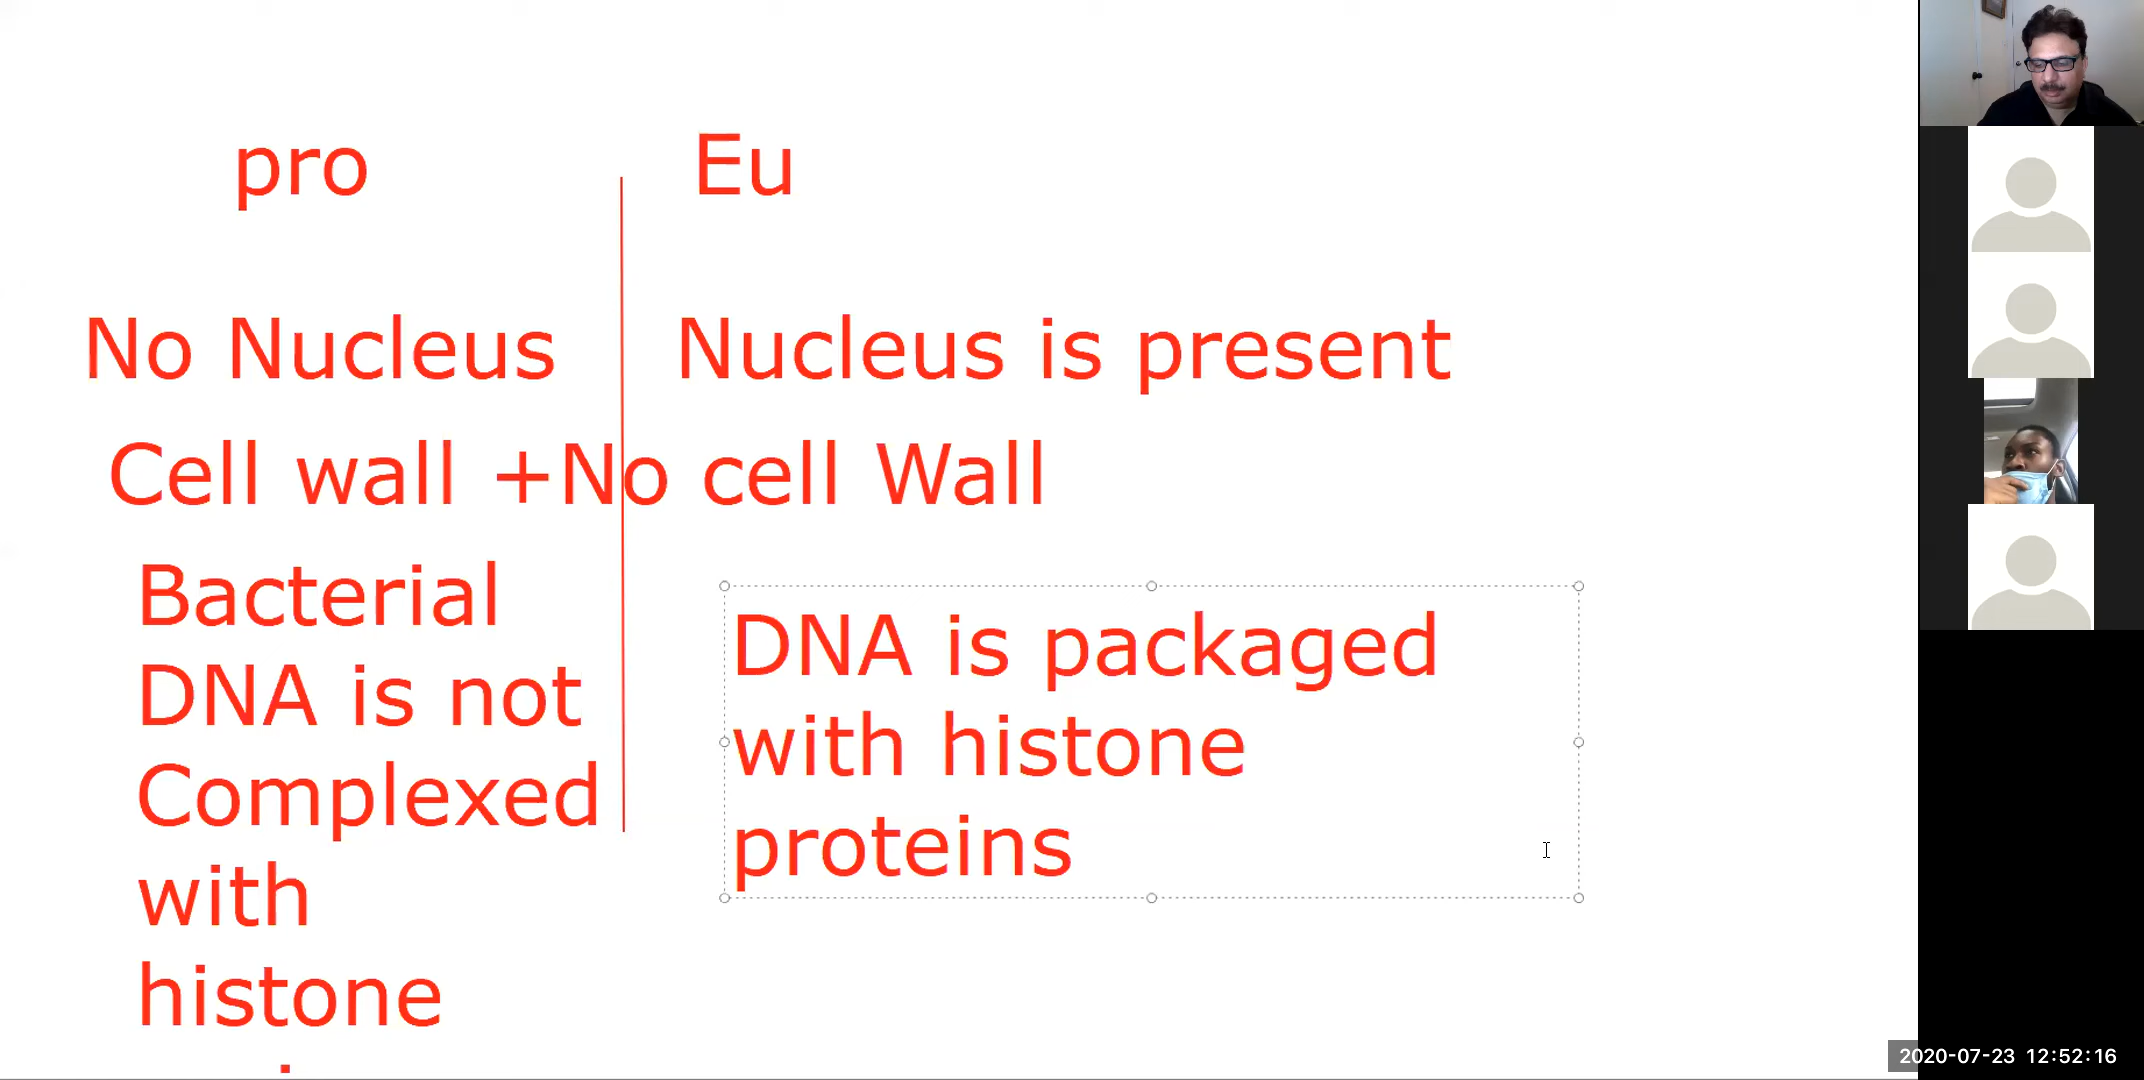 pro
Eu
No Nucleus
Nucleus is present
Cell wall +
No cell Wall
Bacterial
DNA is not
Complexed
with
histone
DNA is packaged
with histone
proteins
2020-07-23 12:52:16